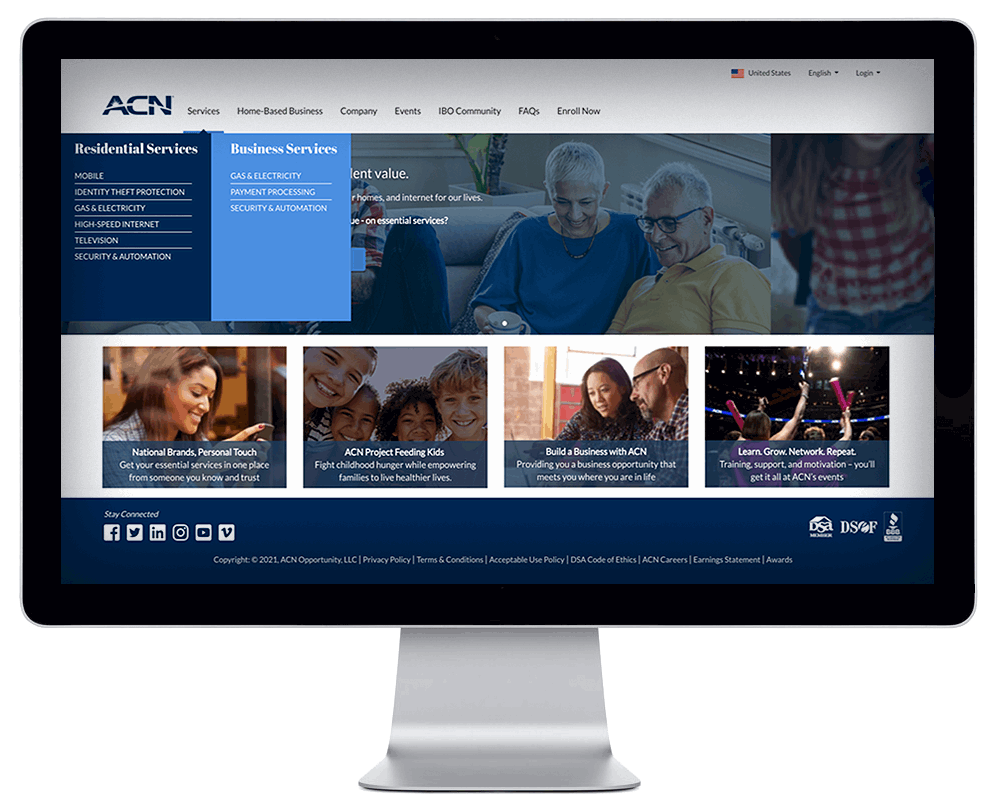 United States English Login
ACN Services Home-Based Business Company Events IBO Community FAQs Enroll Now
Residential Services
MOBILE
IDENTITY THEFT PROTECTION
GAS & ELECTRICITY
HIGH-SPEED INTERNET
TELEVISION
SECURITY & AUTOMATION
Business Services
GAS & ELECTRICITY
PAYMENT PROCESSING
SECURITY & AUTOMATION
lent value.
r homes, and internet for our lives.
ue - on essential services?
National Brands, Personal Touch
Get your essential services in one place
from someone you know and trust
ACN Project Feeding Kids
Fight childhood hunger while empowering
families to live healthier lives.
Build a Business with ACN
Providing you a business opportunity that
meets you where you are in life
Learn. Grow. Network. Repeat.
Training, support, and motivation – you'll
get it all at ACN's events
Stay Connected
DSA
MEMBER
DSEF
BBB
Copyright: © 2021, ACN Opportunity, LLC | Privacy Policy | Terms & Conditions | Acceptable Use Policy | DSA Code of Ethics | ACN Careers | Earnings Statement | Awards